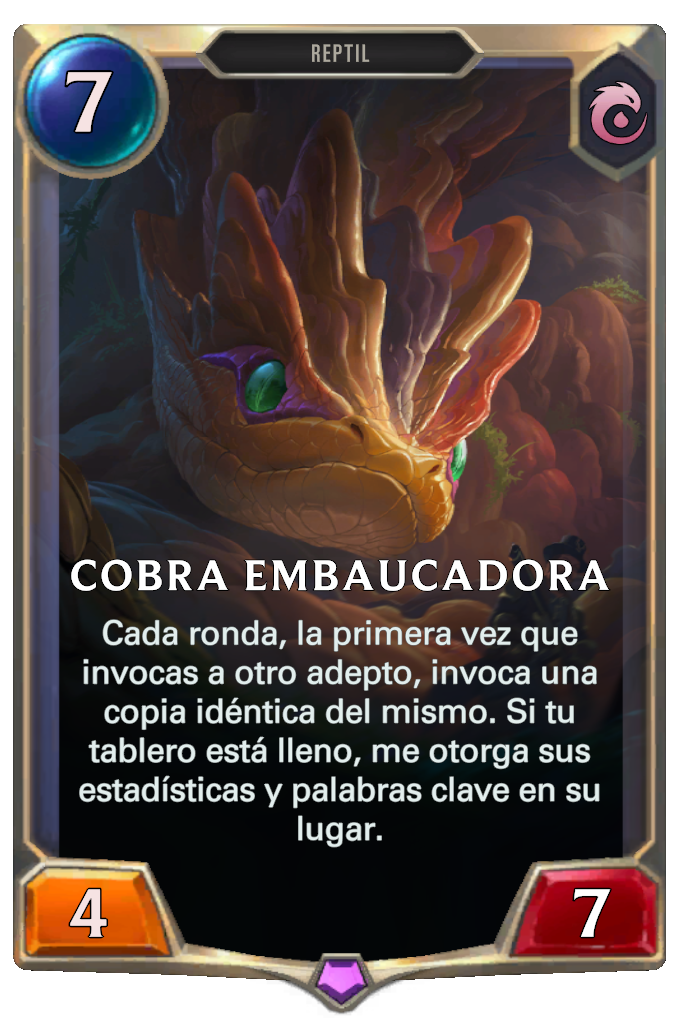 7
REPTIL
COBRA EMBAUCADORA
Cada ronda, la primera vez que
invocas a otro adepto, invoca una
copia idéntica del mismo. Si tu
tablero está lleno, me otorga sus
estadísticas y palabras clave en su
lugar.
4
7